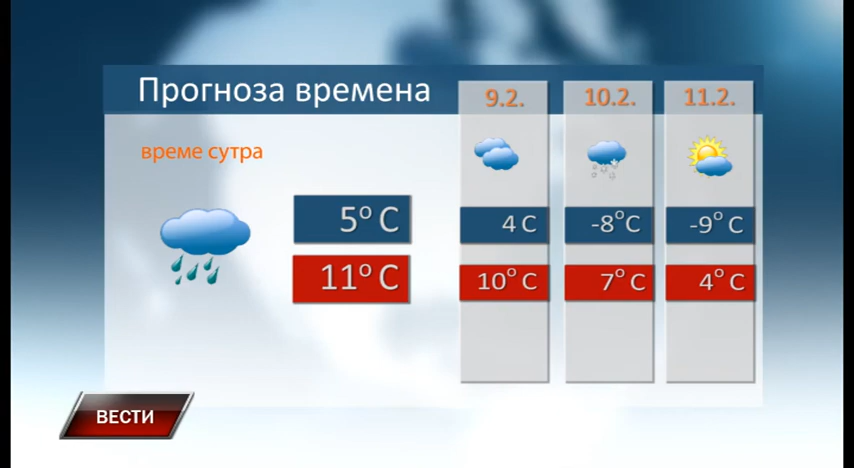 Прогноза времена
време сутра
5° C
11° C
9.2.
4 C
10° C
10.2.
-8°C
7° C
11.2.
-9° C
4° C
ВЕСТИ